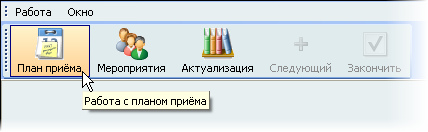 Работа Окно
План приёма Мероприятия Актуализация Следующий Закончить
Работа с планом приёма